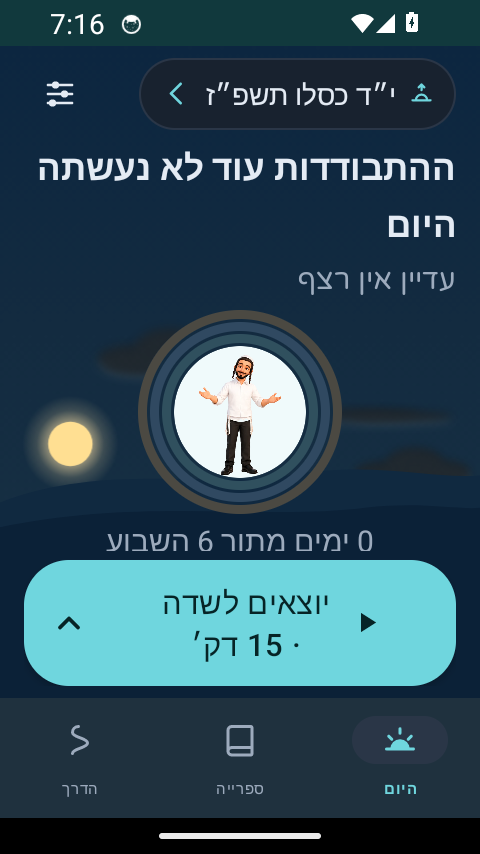 7:16
י״ד כסלו תשפ״ז
ההתבודדות עוד לא נעשתה
היום
עדיין אין רצף
0 ימים מתוך 6 השבוע
יוצאים לשדה
· 15 דק׳
היום
ספרייה
הדרך